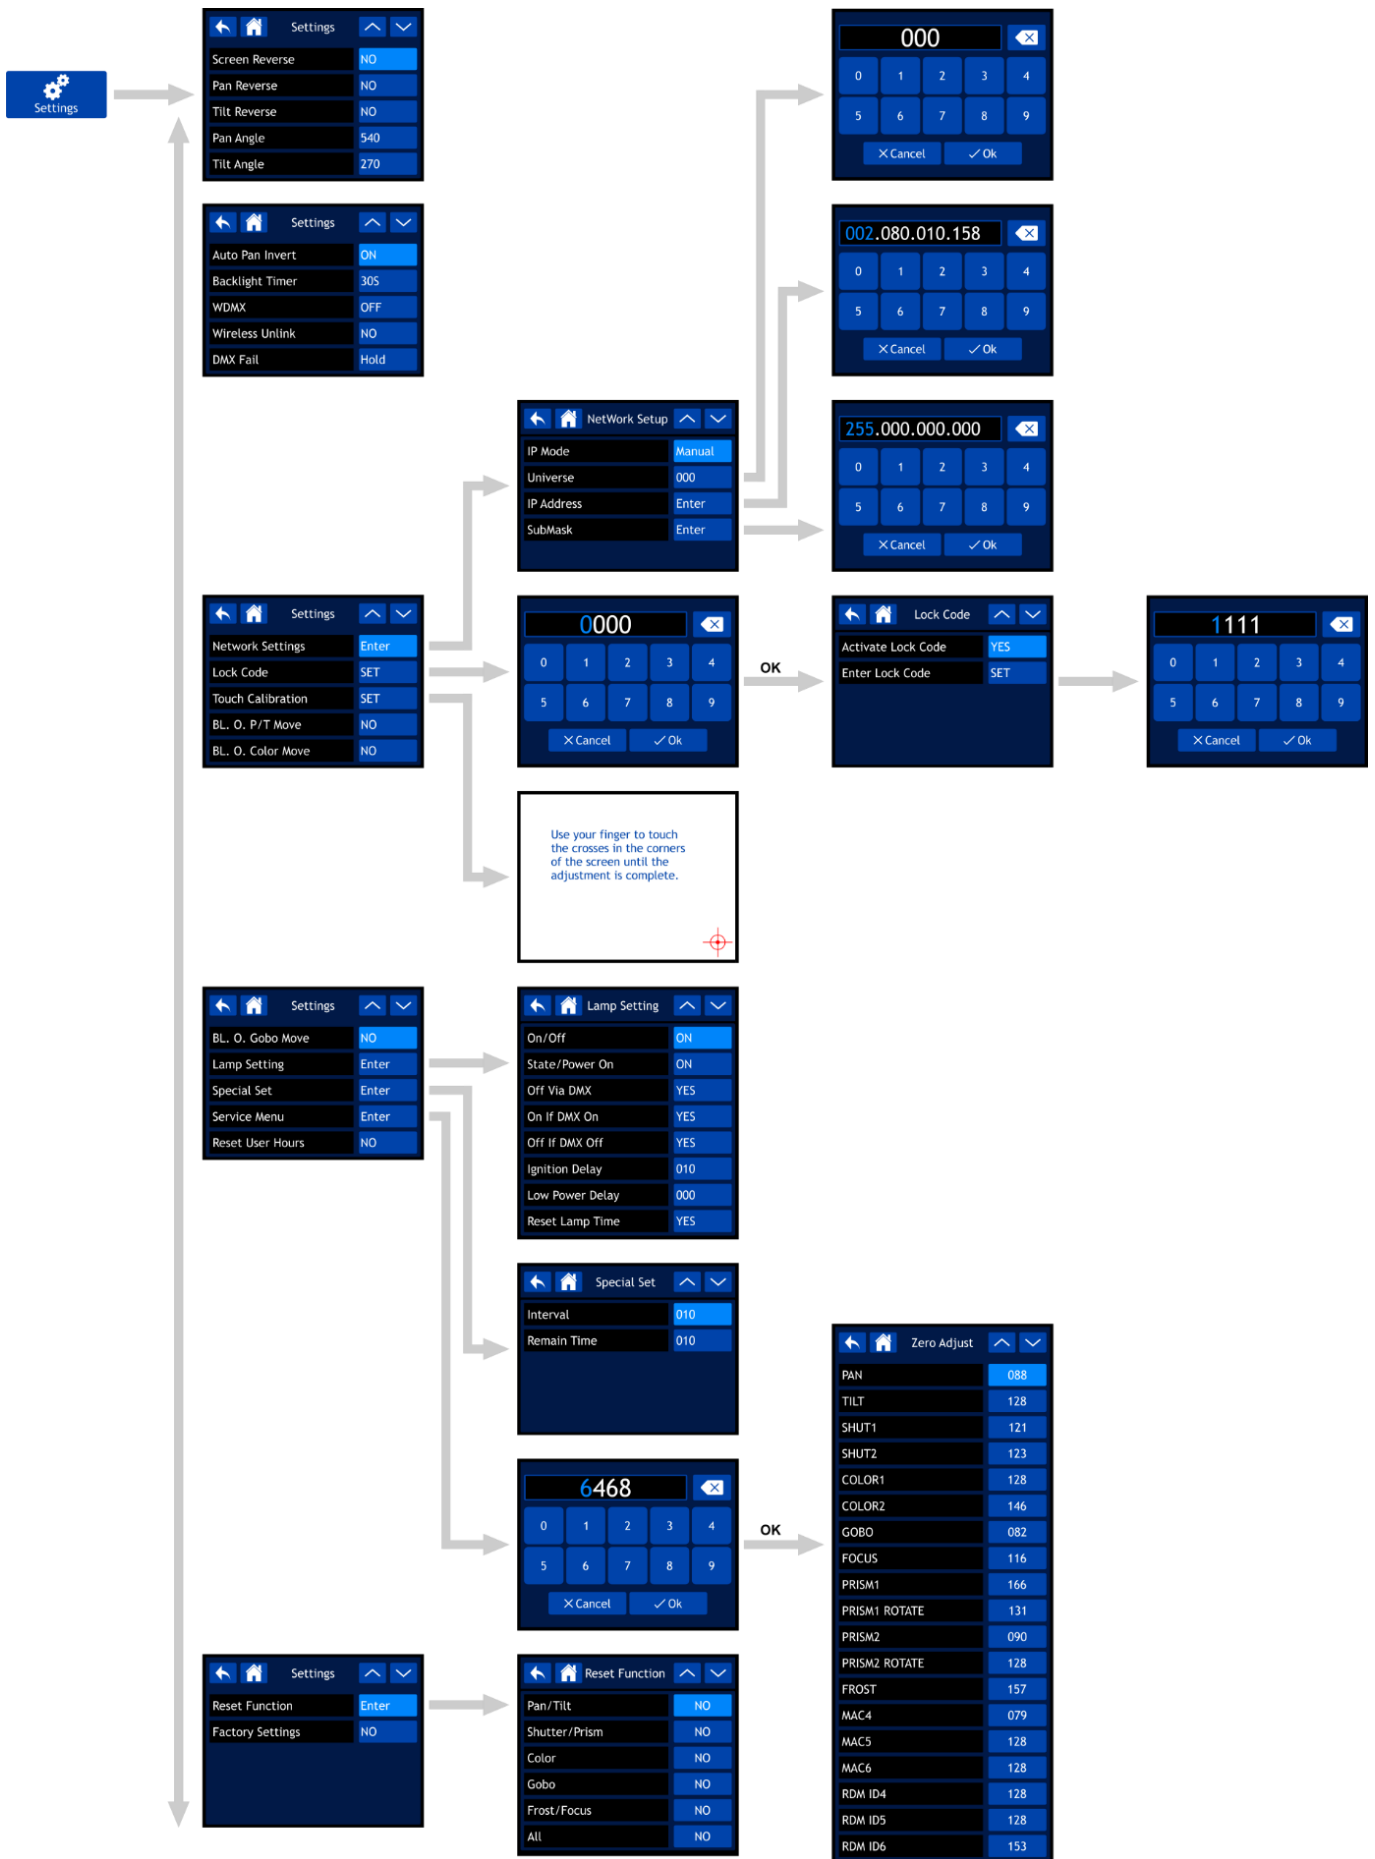 Settings
Settings
Screen Reverse NO
Pan Reverse NO
Tilt Reverse NO
Pan Angle 540
Tilt Angle 270
000
0 1 2 3 4
5 6 7 8 9
Cancel Ok
Settings
Auto Pan Invert ON
Backlight Timer 30S
WDMX OFF
Wireless Unlink NO
DMX Fail Hold
002.080.010.158
0 1 2 3 4
5 6 7 8 9
Cancel Ok
NetWork Setup
IP Mode Manual
Universe 000
IP Address Enter
SubMask Enter
255.000.000.000
0 1 2 3 4
5 6 7 8 9
Cancel Ok
Settings
Network Settings Enter
Lock Code SET
Touch Calibration SET
BL. O. P/T Move NO
BL. O. Color Move NO
0000
0 1 2 3 4
5 6 7 8 9
Cancel Ok
OK
Lock Code
Activate Lock Code YES
Enter Lock Code SET
1111
0 1 2 3 4
5 6 7 8 9
Cancel Ok
Use your finger to touch
the crosses in the corners
of the screen until the
adjustment is complete.
Settings
BL. O. Gobo Move NO
Lamp Setting Enter
Special Set Enter
Service Menu Enter
Reset User Hours NO
Lamp Setting
On/Off ON
State/Power On ON
Off Via DMX YES
On If DMX On YES
Off If DMX Off YES
Ignition Delay 010
Low Power Delay 000
Reset Lamp Time YES
Special Set
Interval 010
Remain Time 010
6468
0 1 2 3 4
5 6 7 8 9
Cancel Ok
OK
Zero Adjust
PAN 088
TILT 128
SHUT1 121
SHUT2 123
COLOR1 128
COLOR2 146
GOBO 082
FOCUS 116
PRISM1 166
PRISM1 ROTATE 131
PRISM2 090
PRISM2 ROTATE 128
FROST 157
MAC4 079
MAC5 128
MAC6 128
RDM ID4 128
RDM ID5 128
RDM ID6 153
Settings
Reset Function Enter
Factory Settings NO
Reset Function
Pan/Tilt NO
Shutter/Prism NO
Color NO
Gobo NO
Frost/Focus NO
All NO